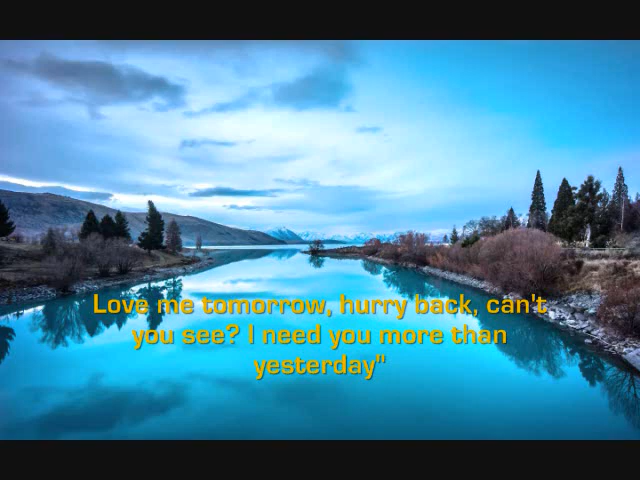 Love me tomorrow, hurry back, can't
you see? I need you more than
yesterday"